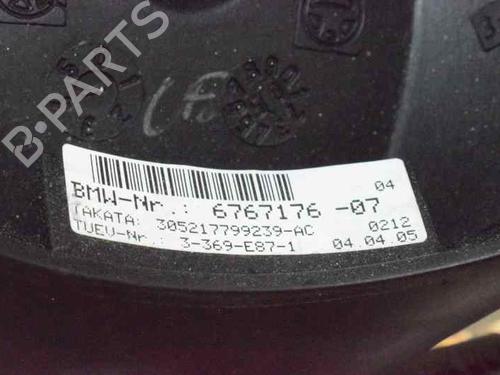 B-PARTS
04
BMW-Nr.: 6767176 -07
TAKATA: 305217799239-AC 0212
TUEV-Nr.: 3-369-E87-1 04.04.05